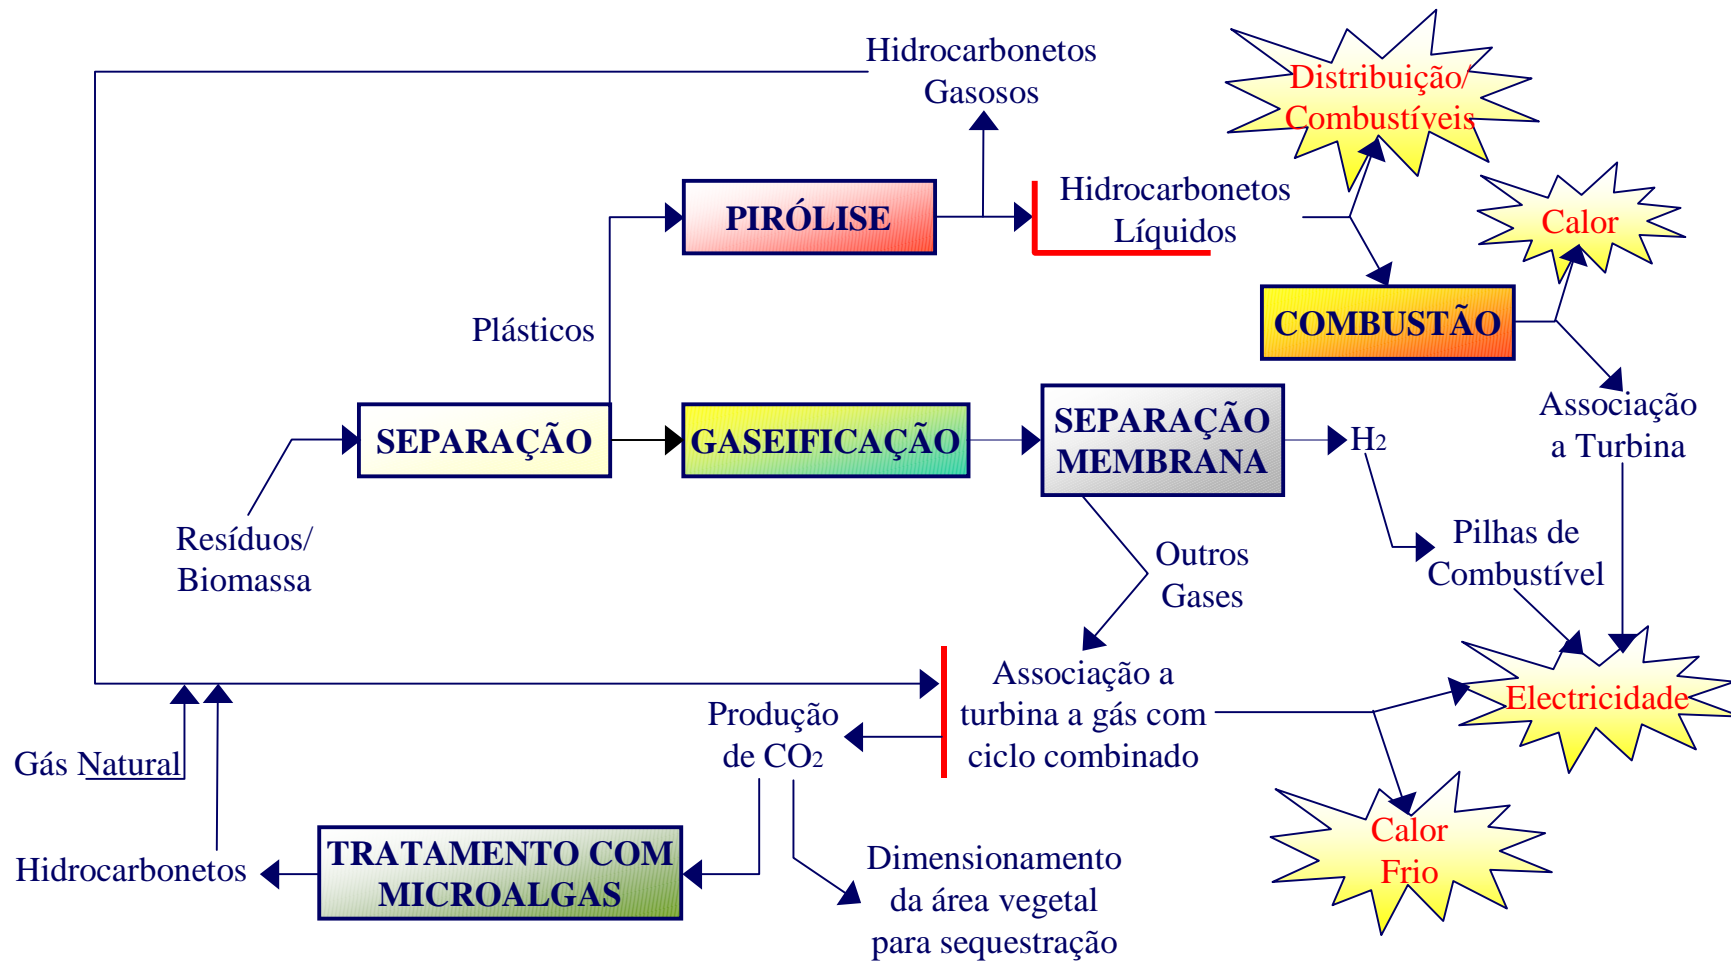 Hidrocarbonetos
Gasosos
Distribuição/
Combustíveis
PIRÓLISE
Hidrocarbonetos
Líquidos
Calor
Plásticos
COMBUSTÃO
SEPARAÇÃO
GASEIFICAÇÃO
SEPARAÇÃO
MEMBRANA
H2
Associação
a Turbina
Resíduos/
Biomassa
Outros
Gases
Pilhas de
Combustível
Associação a
turbina a gás com
ciclo combinado
Electricidade
Produção
de CO2
Gás Natural
Calor
Frio
Hidrocarbonetos
TRATAMENTO COM
MICROALGAS
Dimensionamento
da área vegetal
para sequestração